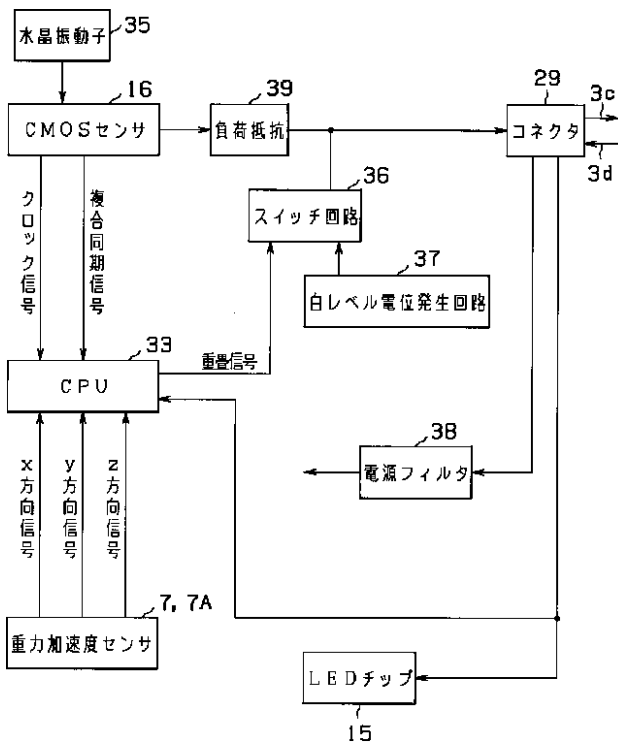 水晶振動子
35
16
CMOSセンサ
39
負荷抵抗
29
コネクタ
3c
3d
36
スイッチ回路
37
白レベル電位発生回路
クロック信号
複合同期信号
33
CPU
重畳信号
38
電源フィルタ
x方向信号
y方向信号
z方向信号
7, 7A
重力加速度センサ
LEDチップ
15